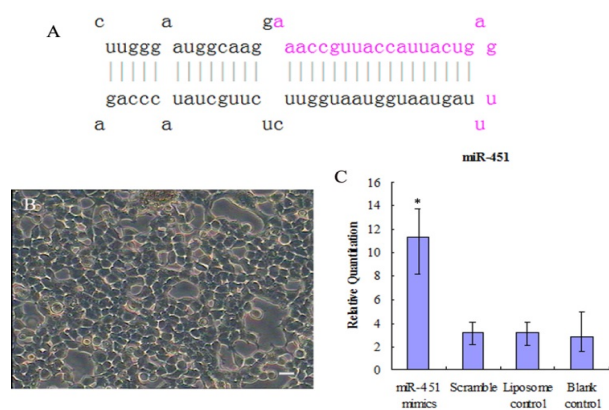 A
c a ga a
uuggg auggcaag aaccguuaccauuacug g
gaccc uaucguuc uugguaaugguaaugau u
a a uc u
miR-451
B
C
Relative Quantitation
16
14
12
10
8
6
4
2
0
*
miR-451 mimics
Scramble
Liposome control
Blank control